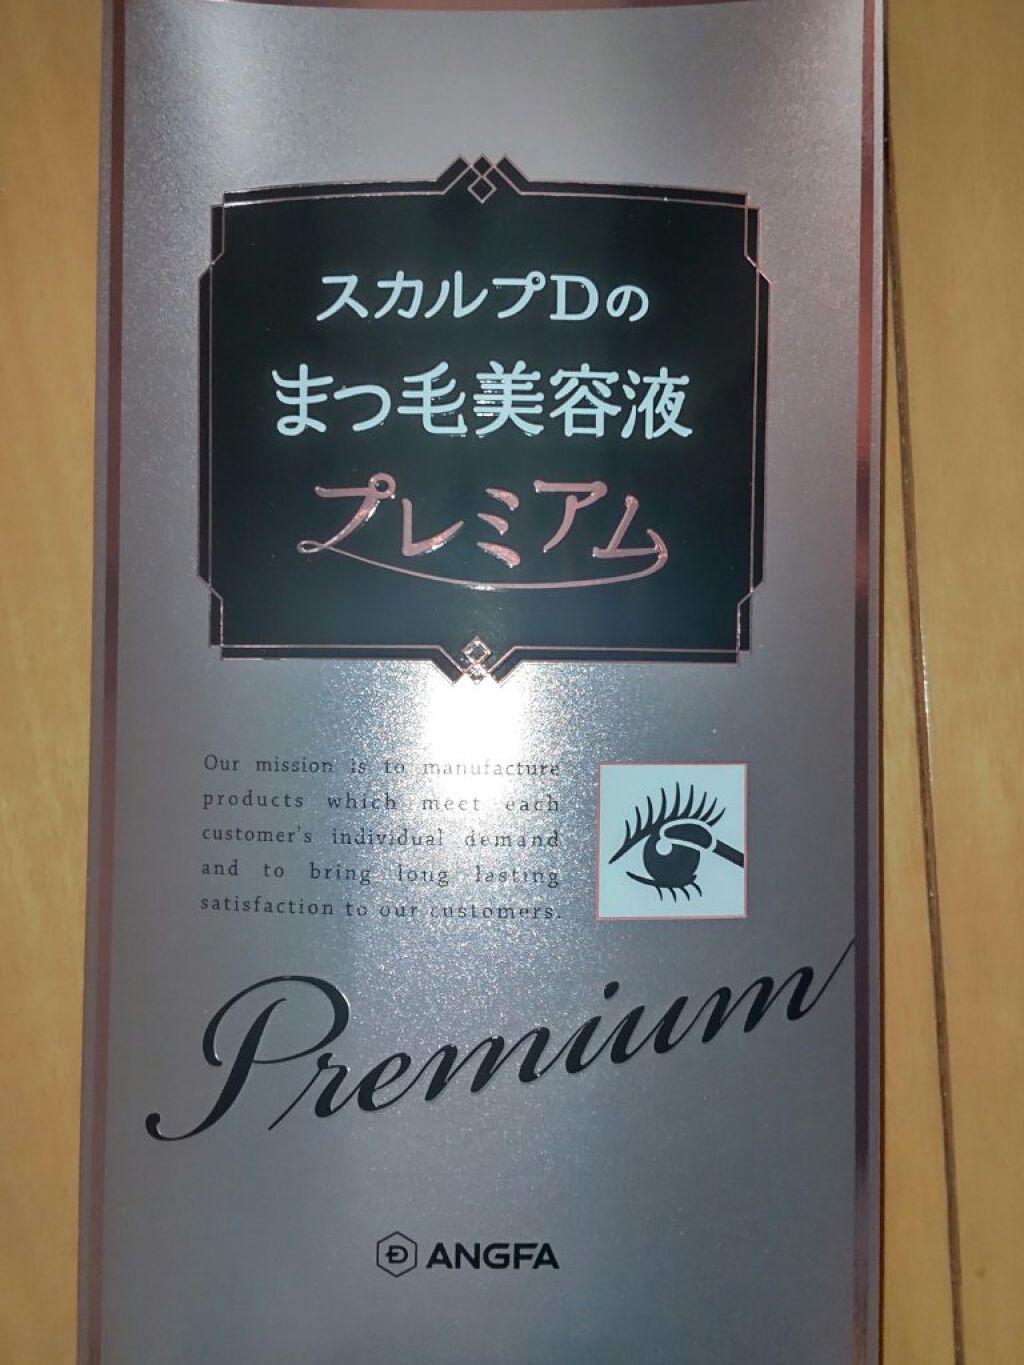 スカルプDの
まつ毛美容液
プレミアム
Our mission is to manufacture
products which meet each
customer's individual demand
and to bring long lasting
satisfaction to our customers.
Premium
ANGFA